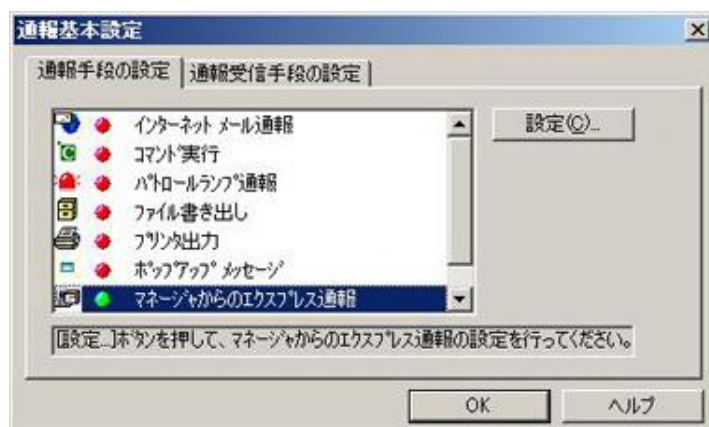 通報基本設定
通報手段の設定 通報受信手段の設定
インターネット メール通報
設定(C)...
コマンド実行
パトロールランプ通報
ファイル書き出し
プリンタ出力
ポップアップ メッセージ
マネージャからのエクスプレス通報
[設定...]ボタンを押して、マネージャからのエクスプレス通報の設定を行ってください。
OK ヘルプ